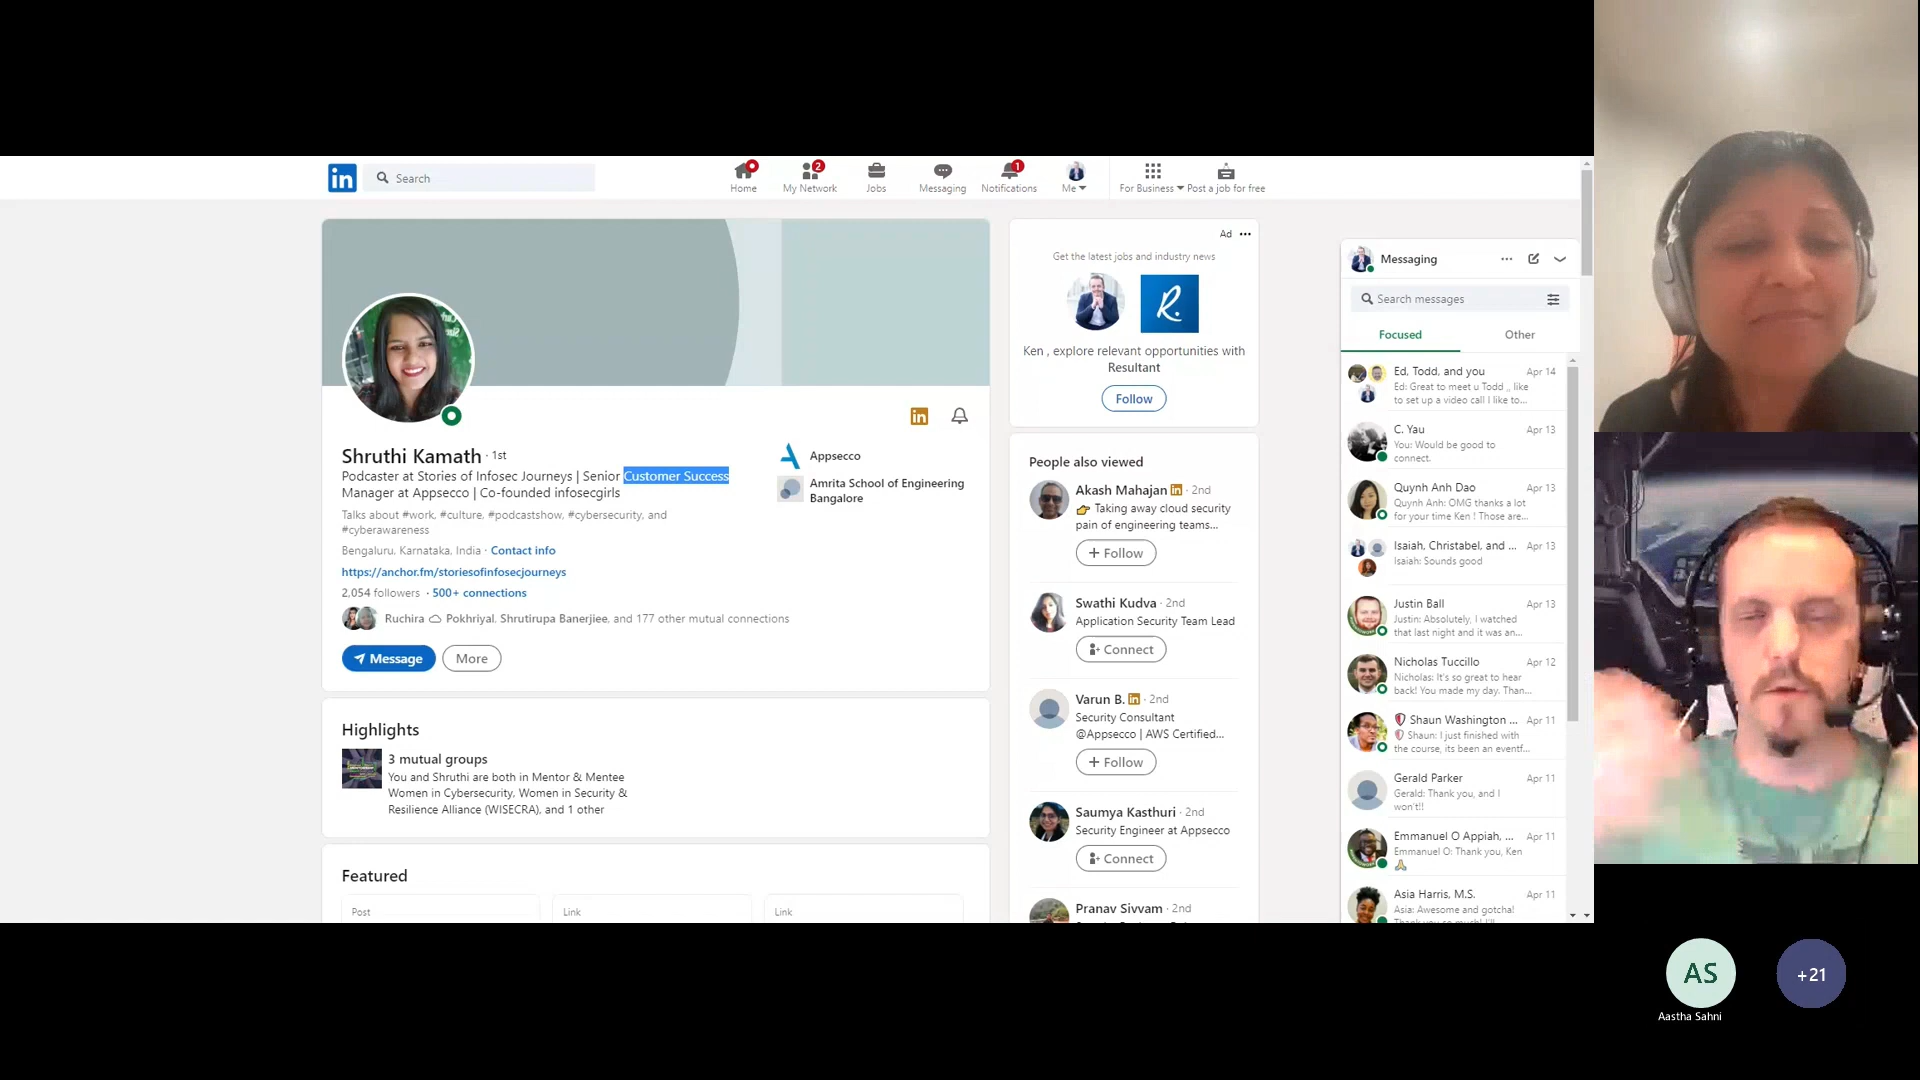 in
Search
Home
2
My Network
Jobs
Messaging
1
Notifications
Me
For Business
Post a job for free
Shruthi Kamath · 1st
Podcaster at Stories of Infosec Journeys | Senior Customer Success
Manager at Appsecco | Co-founded infosecgirls
Talks about #work, #culture, #podcastshow, #cybersecurity, and
#cyberawareness
Bengaluru, Karnataka, India · Contact info
https://anchor.fm/storiesofinfosecjourneys
2,054 followers · 500+ connections
Ruchira Pokhriyal, Shrutirupa Banerjiee, and 177 other mutual connections
Message
More
in
Appsecco
Amrita School of Engineering
Bangalore
Highlights
3 mutual groups
You and Shruthi are both in Mentor & Mentee
Women in Cybersecurity, Women in Security &
Resilience Alliance (WISECRA), and 1 other
Featured
Post
Link
Link
Ad
Get the latest jobs and industry news
R.
Ken , explore relevant opportunities with
Resultant
Follow
People also viewed
Akash Mahajan in · 2nd
Taking away cloud security
pain of engineering teams...
+ Follow
Swathi Kudva · 2nd
Application Security Team Lead
Connect
Varun B. in · 2nd
Security Consultant
@Appsecco | AWS Certified...
+ Follow
Saumya Kasthuri · 2nd
Security Engineer at Appsecco
Connect
Pranav Sivvam · 2nd
Messaging
Search messages
Focused
Other
Ed, Todd, and you Apr 14
Ed: Great to meet u Todd ,, like
to set up a video call I like to...
C. Yau Apr 13
You: Would be good to
connect.
Quynh Anh Dao Apr 13
Quynh Anh: OMG thanks a lot
for your time Ken ! Those are...
Isaiah, Christabel, and ... Apr 13
Isaiah: Sounds good
Justin Ball Apr 13
Justin: Absolutely, I watched
that last night and it was an...
Nicholas Tuccillo Apr 12
Nicholas: It's so great to hear
back! You made my day. Than...
Shaun Washington ... Apr 11
Shaun: I just finished with
the course, its been an eventf...
Gerald Parker Apr 11
Gerald: Thank you, and I
won't!!
Emmanuel O Appiah, ... Apr 11
Emmanuel O: Thank you, Ken
Asia Harris, M.S. Apr 11
Asia: Awesome and gotcha!
AS
+21
Aastha Sahni